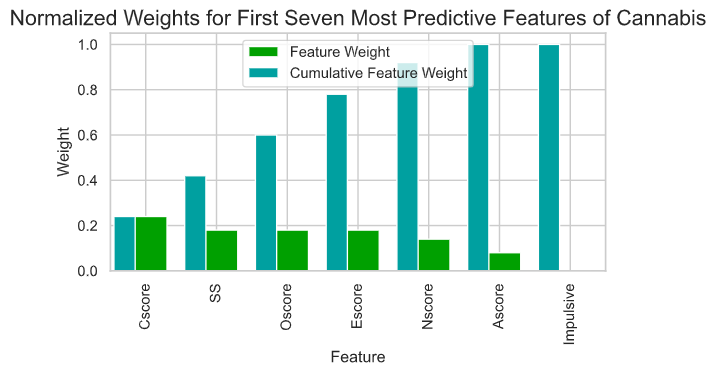 Normalized Weights for First Seven Most Predictive Features of Cannabis
Feature Weight
Cumulative Feature Weight
Weight
1.0
0.8
0.6
0.4
0.2
0.0
Cscore
SS
Oscore
Escore
Nscore
Ascore
Impulsive
Feature